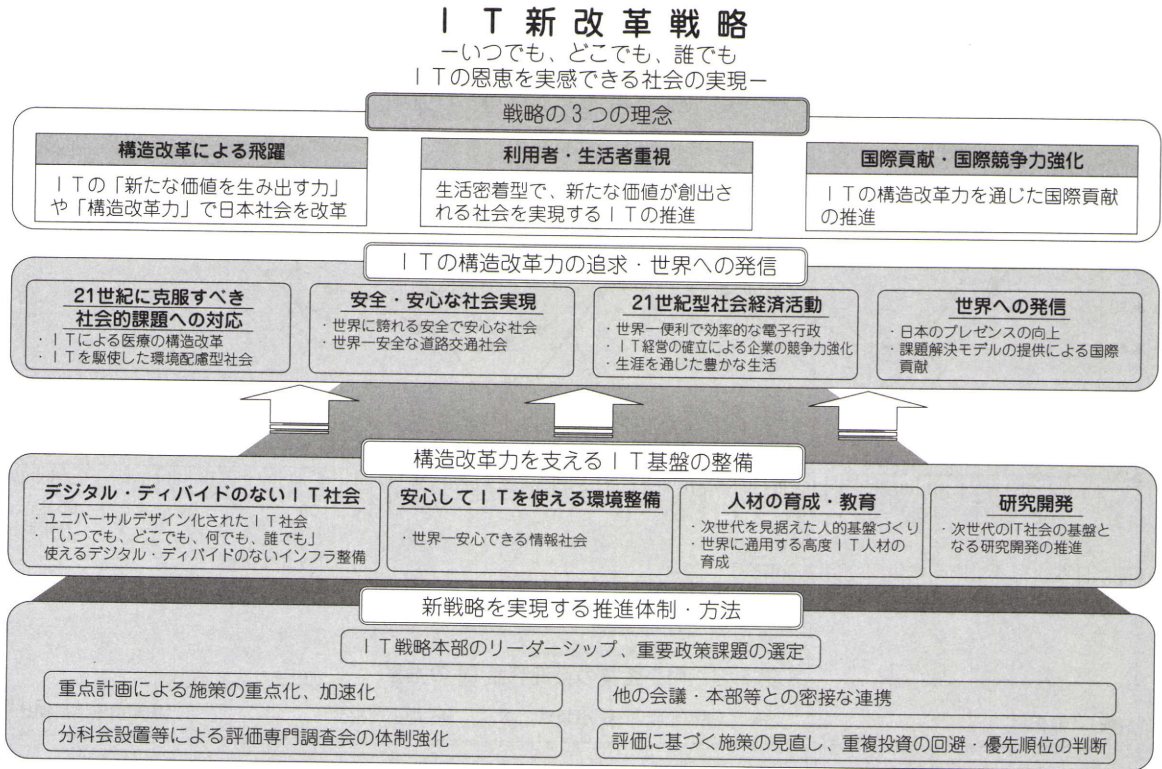 IT新改革戦略
－いつでも、どこでも、誰でも
ITの恩恵を実感できる社会の実現－
戦略の3つの理念
構造改革による飛躍
ITの「新たな価値を生み出す力」
や「構造改革力」で日本社会を改革
利用者・生活者重視
生活密着型で、新たな価値が創出さ
れる社会を実現するITの推進
国際貢献・国際競争力強化
ITの構造改革力を通じた国際貢献
の推進
ITの構造改革力の追求・世界への発信
21世紀に克服すべき
社会的課題への対応
・ITによる医療の構造改革
・ITを駆使した環境配慮型社会
安全・安心な社会実現
・世界に誇れる安全で安心な社会
・世界一安全な道路交通社会
21世紀型社会経済活動
・世界一便利で効率的な電子行政
・IT経営の確立による企業の競争力強化
・生涯を通じた豊かな生活
世界への発信
・日本のプレゼンスの向上
・課題解決モデルの提供による国際
貢献
構造改革力を支えるIT基盤の整備
デジタル・ディバイドのないIT社会
・ユニバーサルデザイン化されたIT社会
・「いつでも、どこでも、何でも、誰でも」
使えるデジタル・ディバイドのないインフラ整備
安心してITを使える環境整備
・世界一安心できる情報社会
人材の育成・教育
・次世代を見据えた人的基盤づくり
・世界に通用する高度IT人材の
育成
研究開発
・次世代のIT社会の基盤と
なる研究開発の推進
新戦略を実現する推進体制・方法
IT戦略本部のリーダーシップ、重要政策課題の選定
重点計画による施策の重点化、加速化
他の会議・本部等との密接な連携
分科会設置等による評価専門調査会の体制強化
評価に基づく施策の見直し、重複投資の回避・優先順位の判断